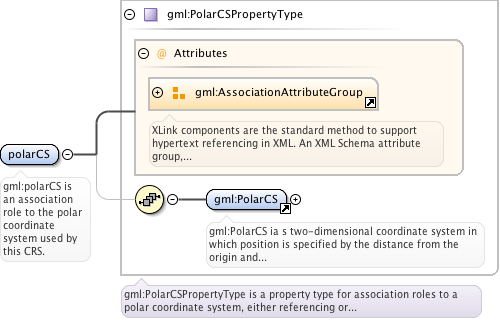 gml:PolarCSPropertyType
@ Attributes
gml:AssociationAttributeGroup
XLink components are the standard method to support
hypertext referencing in XML. An XML Schema attribute
group,...
polarCS
gml:polarCS is
an association
role to the polar
coordinate
system used by
this CRS.
gml:PolarCS
gml:PolarCS ia s two-dimensional coordinate system in
which position is specified by the distance from the
origin and...
gml:PolarCSPropertyType is a property type for association roles to a
polar coordinate system, either referencing or...